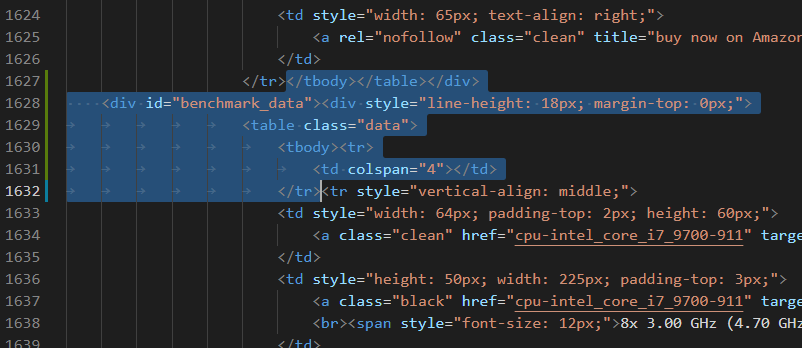 1624 <td style="width: 65px; text-align: right;">
1625 <a rel="nofollow" class="clean" title="buy now on Amazon
1626 </td>
1627 </tr></tbody></table></div>
1628 <div id="benchmark_data"><div style="line-height: 18px; margin-top: 0px;">
1629 <table class="data">
1630 <tbody><tr>
1631 <td colspan="4"></td>
1632 </tr><tr style="vertical-align: middle;">
1633 <td style="width: 64px; padding-top: 2px; height: 60px;">
1634 <a class="clean" href="cpu-intel_core_i7_9700-911" targe
1635 </td>
1636 <td style="height: 50px; width: 225px; padding-top: 3px;">
1637 <a class="black" href="cpu-intel_core_i7_9700-911" targe
1638 <br><span style="font-size: 12px;">8x 3.00 GHz (4.70 GHz
1639 </td>